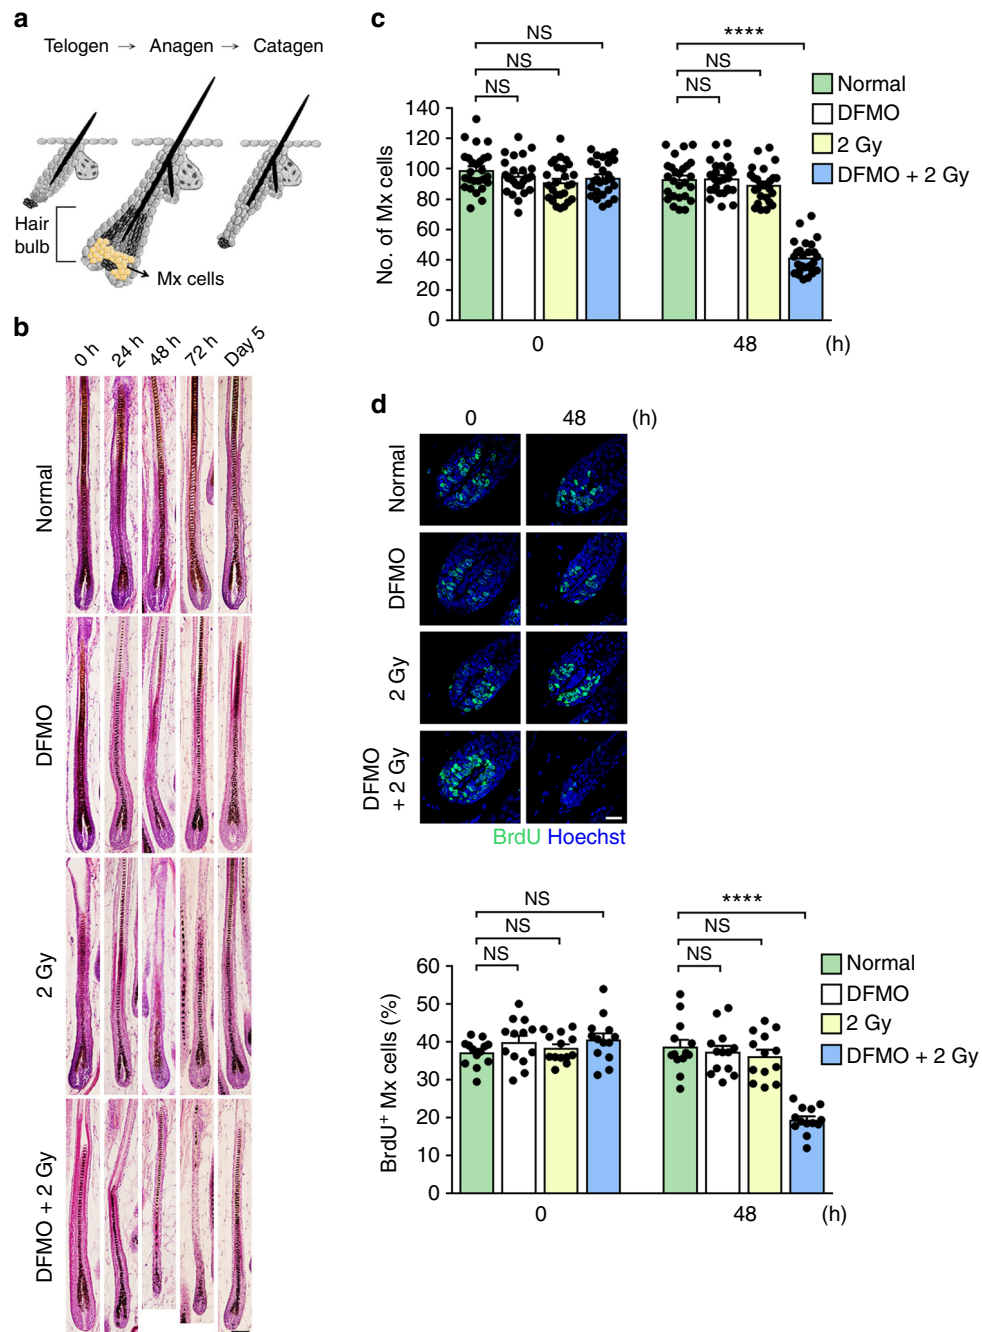 a
Telogen → Anagen → Catagen
Hair
bulb
Mx cells
b
0 h 24 h 48 h 72 h Day 5
Normal
DFMO
2 Gy
DFMO + 2 Gy
c
NS ****
NS NS
NS NS
Normal
DFMO
2 Gy
DFMO + 2 Gy
No. of Mx cells
140
120
100
80
60
40
20
0
0 48 (h)
d
0 48 (h)
Normal
DFMO
2 Gy
DFMO
+ 2 Gy
BrdU Hoechst
NS ****
NS NS
NS NS
Normal
DFMO
2 Gy
DFMO + 2 Gy
BrdU⁺ Mx cells (%)
60
50
40
30
20
10
0
0 48 (h)